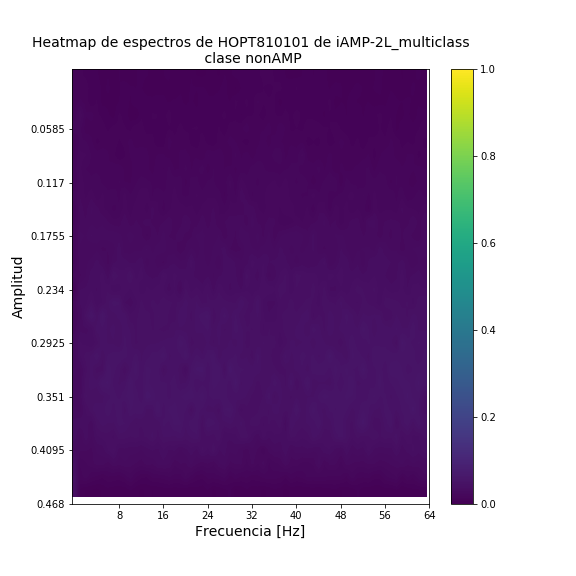 Heatmap de espectros de HOPT810101 de iAMP-2L_multiclass
clase nonAMP
Amplitud
0.0585
0.117
0.1755
0.234
0.2925
0.351
0.4095
0.468
8 16 24 32 40 48 56 64
Frecuencia [Hz]
1.0
0.8
0.6
0.4
0.2
0.0